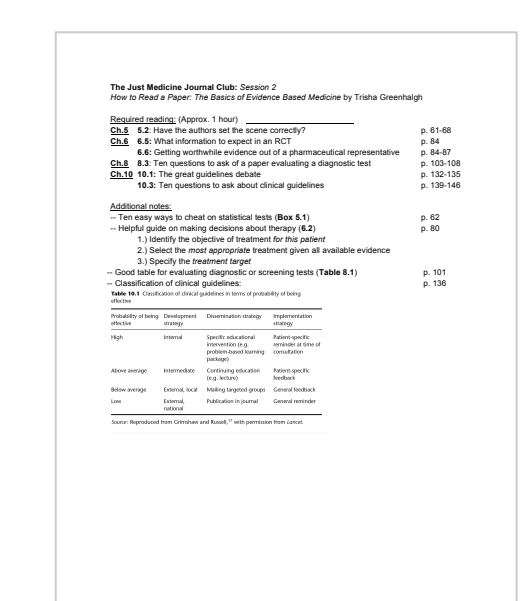 The Just Medicine Journal Club: Session 2
How to Read a Paper: The Basics of Evidence Based Medicine by Trisha Greenhalgh
Required reading: (Approx. 1 hour)
Ch.5 5.2: Have the authors set the scene correctly? p. 61-68
Ch.6 6.5: What information to expect in an RCT p. 84
6.6: Getting worthwhile evidence out of a pharmaceutical representative p. 84-87
Ch.8 8.3: Ten questions to ask of a paper evaluating a diagnostic test p. 103-108
Ch.10 10.1: The great guidelines debate p. 132-135
10.3: Ten questions to ask about clinical guidelines p. 139-146
Additional notes:
-- Ten easy ways to cheat on statistical tests (Box 5.1) p. 62
-- Helpful guide on making decisions about therapy (6.2) p. 80
1.) Identify the objective of treatment for this patient
2.) Select the most appropriate treatment given all available evidence
3.) Specify the treatment target
-- Good table for evaluating diagnostic or screening tests (Table 8.1) p. 101
-- Classification of clinical guidelines: p. 136
Table 10.1 Classification of clinical guidelines in terms of probability of being
effective
Probability of being Development Dissemination strategy Implementation
effective strategy strategy
High Internal Specific educational Patient-specific
intervention (e.g. reminder at time of
problem-based learning consultation
package)
Above average Intermediate Continuing education Patient-specific
(e.g. lecture) feedback
Below average External, local Mailing targeted groups General feedback
Low External, Publication in journal General reminder
national
Source: Reproduced from Grimshaw and Russell,17 with permission from Lancet.